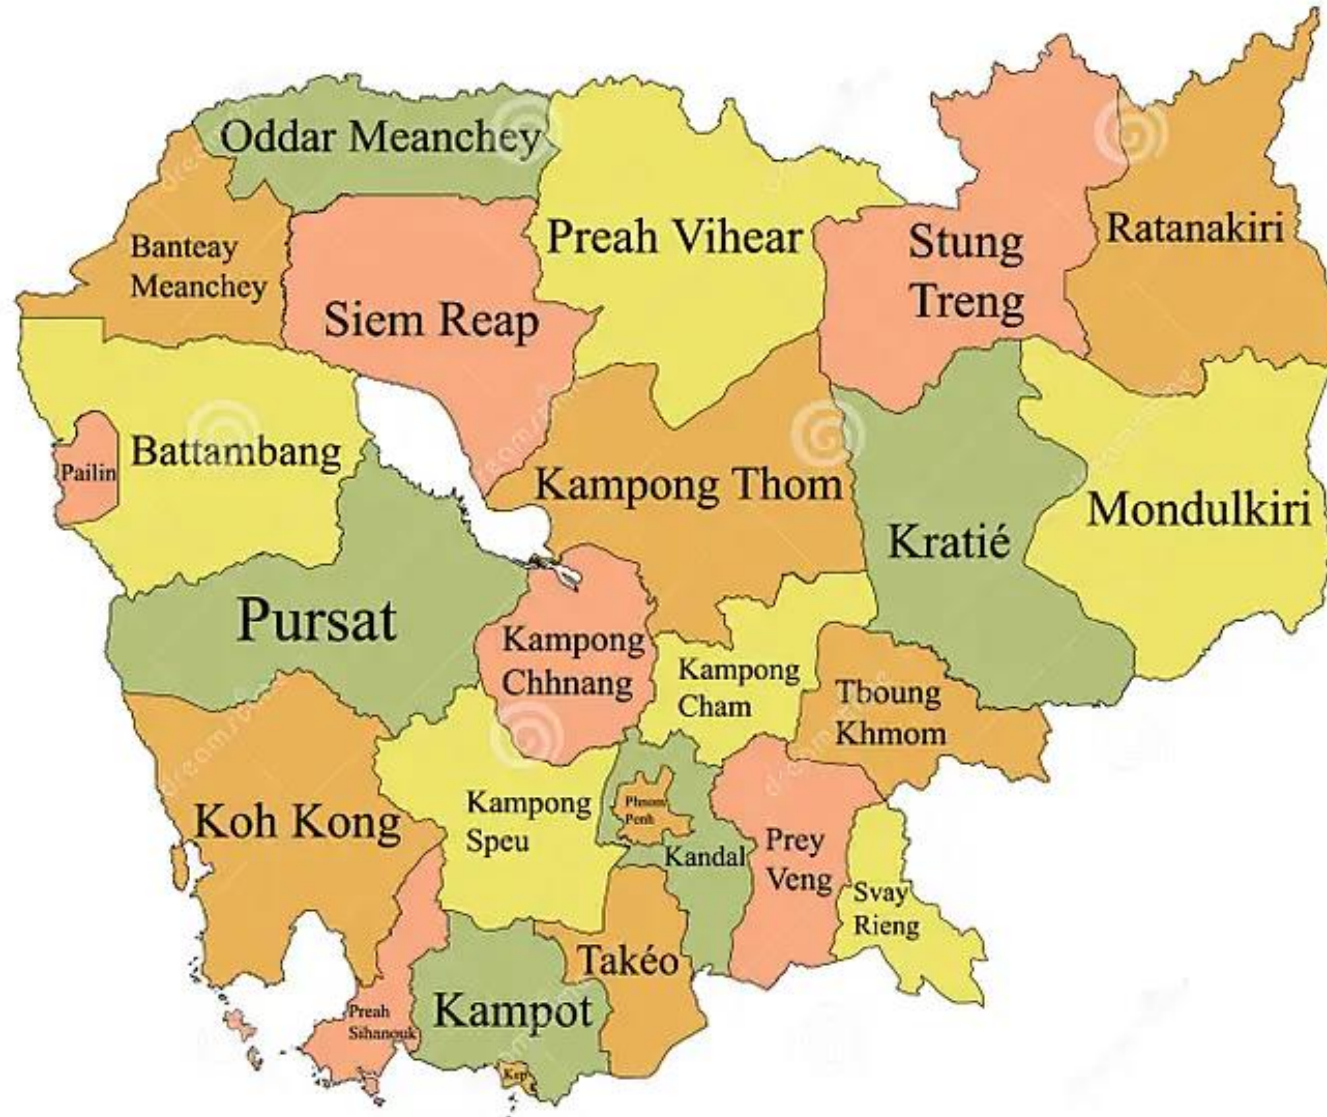 Oddar Meanchey
Banteay
Meanchey
Siem Reap
Preah Vihear
Stung
Treng
Ratanakiri
Battambang
Pailin
Kampong Thom
Kratié
Mondulkiri
Pursat
Kampong
Chhnang
Kampong
Cham
Tboung
Khmom
Koh Kong
Kampong
Speu
Phnom
Penh
Kandal
Prey
Veng
Svay
Rieng
Takéo
Kampot
Preah
Sihanouk
Kep
dreamstime